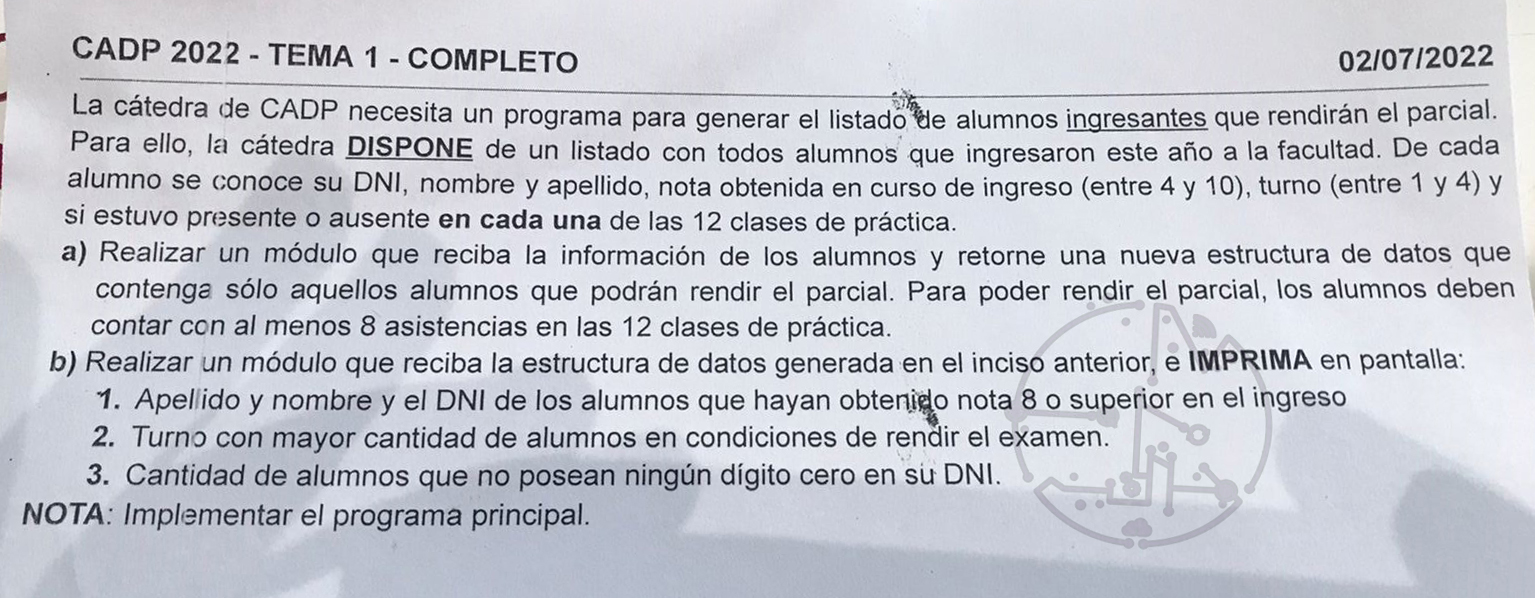 CADP 2022 - TEMA 1 - COMPLETO 02/07/2022
La cátedra de CADP necesita un programa para generar el listado de alumnos ingresantes que rendirán el parcial.
Para ello, la cátedra DISPONE de un listado con todos alumnos que ingresaron este año a la facultad. De cada
alumno se conoce su DNI, nombre y apellido, nota obtenida en curso de ingreso (entre 4 y 10), turno (entre 1 y 4) y
si estuvo presente o ausente en cada una de las 12 clases de práctica.
a) Realizar un módulo que reciba la información de los alumnos y retorne una nueva estructura de datos que
contenga sólo aquellos alumnos que podrán rendir el parcial. Para poder rendir el parcial, los alumnos deben
contar con al menos 8 asistencias en las 12 clases de práctica.
b) Realizar un módulo que reciba la estructura de datos generada en el inciso anterior, e IMPRIMA en pantalla:
1. Apellido y nombre y el DNI de los alumnos que hayan obtenido nota 8 o superior en el ingreso
2. Turno con mayor cantidad de alumnos en condiciones de rendir el examen.
3. Cantidad de alumnos que no posean ningún dígito cero en su DNI.
NOTA: Implementar el programa principal.